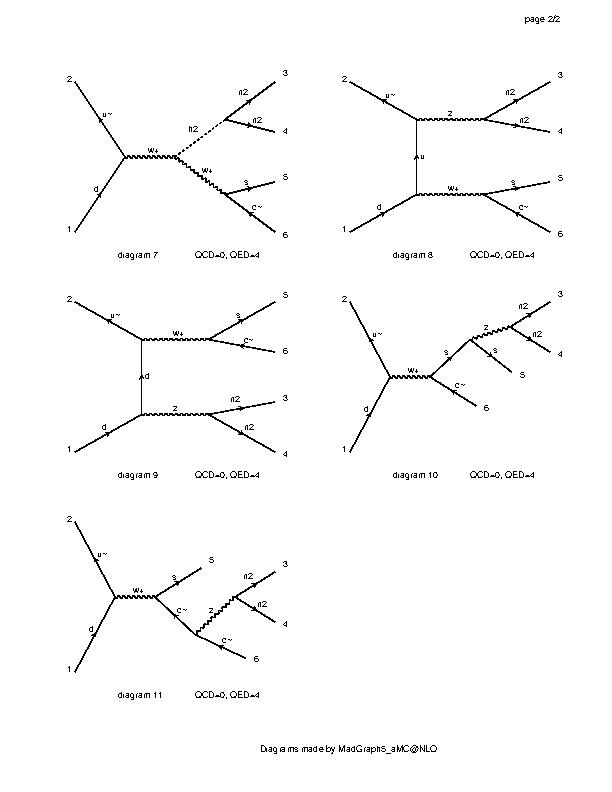 page 2/2
2
u~
d
1
w+
h2
w+
n2
n2
3
4
s
c~
5
6
diagram 7 QCD=0, QED=4
2
u~
z
n2
n2
3
4
u
d
1
w+
s
c~
5
6
diagram 8 QCD=0, QED=4
2
u~
w+
s
c~
5
6
d
d
1
z
n2
n2
3
4
diagram 9 QCD=0, QED=4
2
u~
d
1
w+
s
z
n2
n2
3
4
s
5
c~
6
diagram 10 QCD=0, QED=4
2
u~
d
1
w+
s
5
c~
z
n2
n2
3
4
c~
6
diagram 11 QCD=0, QED=4
Diagrams made by MadGraph5_aMC@NLO